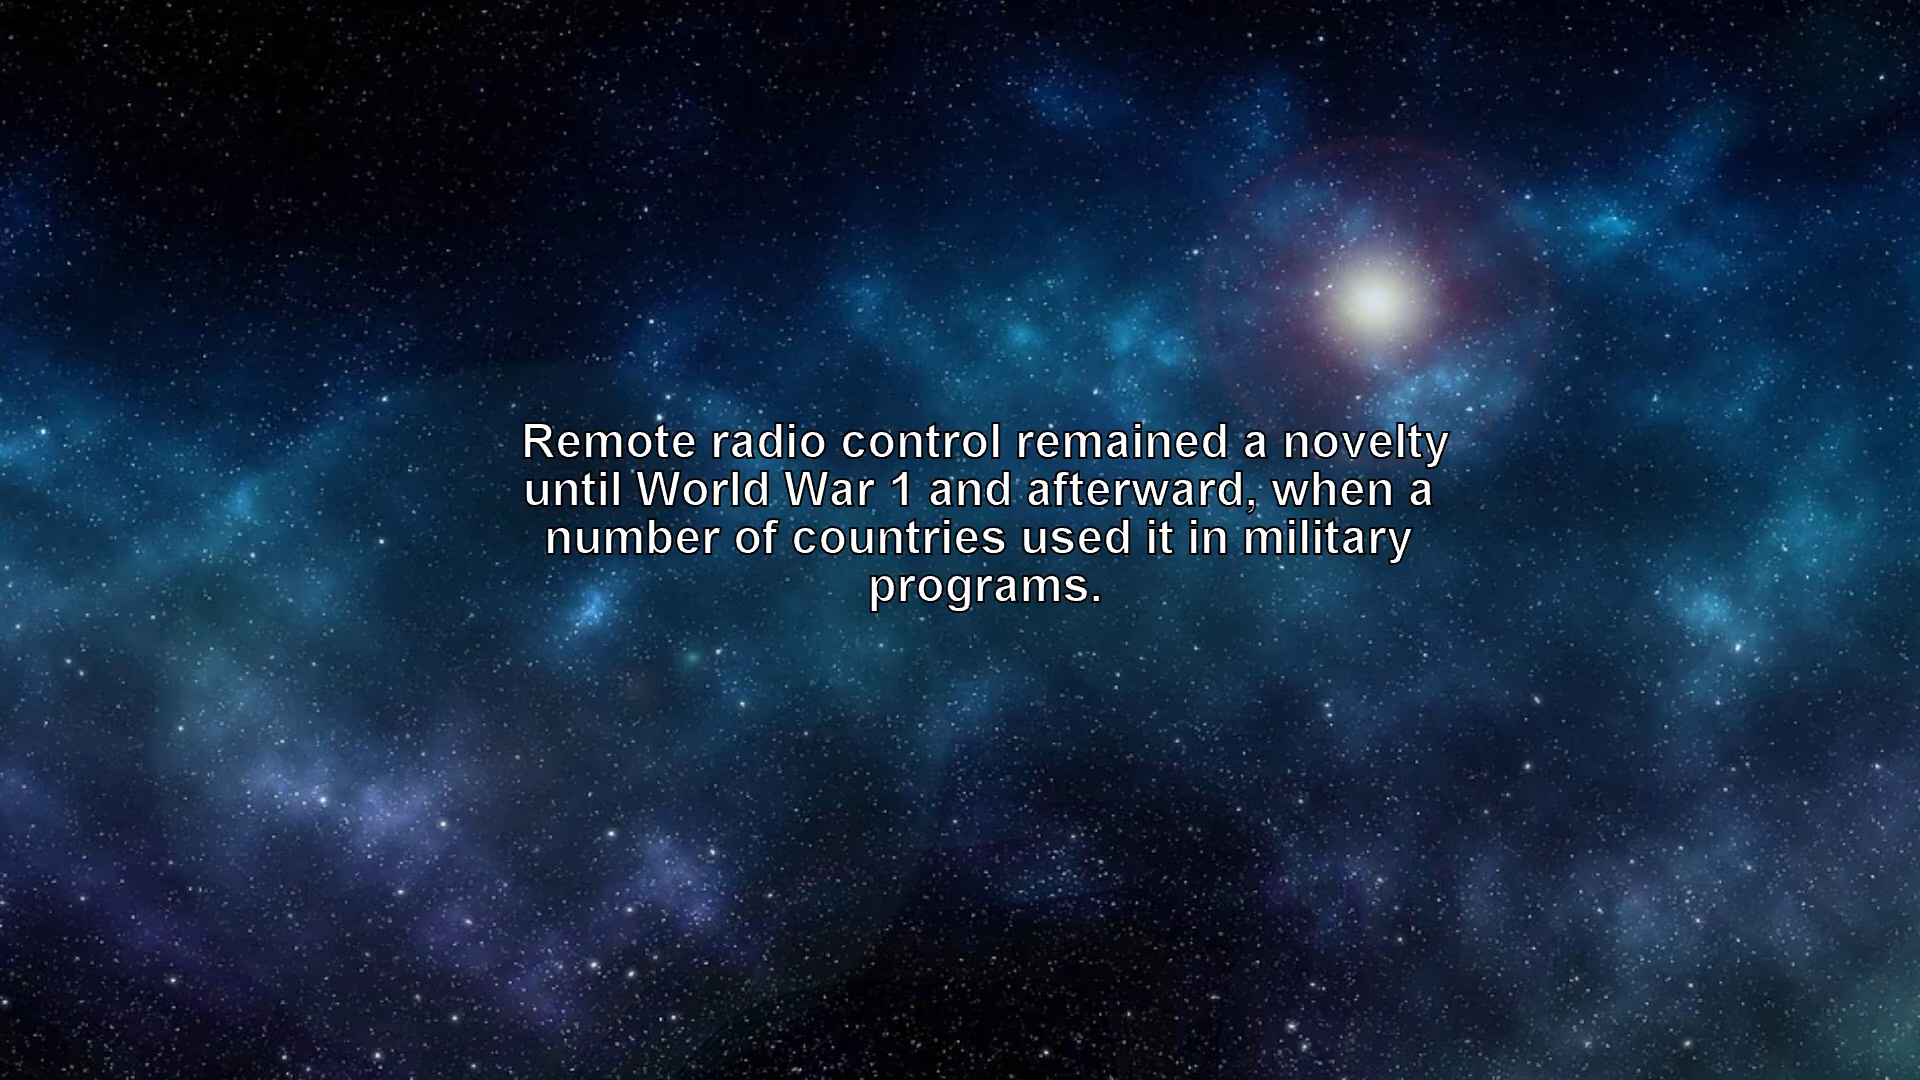 Remote radio control remained a novelty
until World War 1 and afterward, when a
number of countries used it in military
programs.